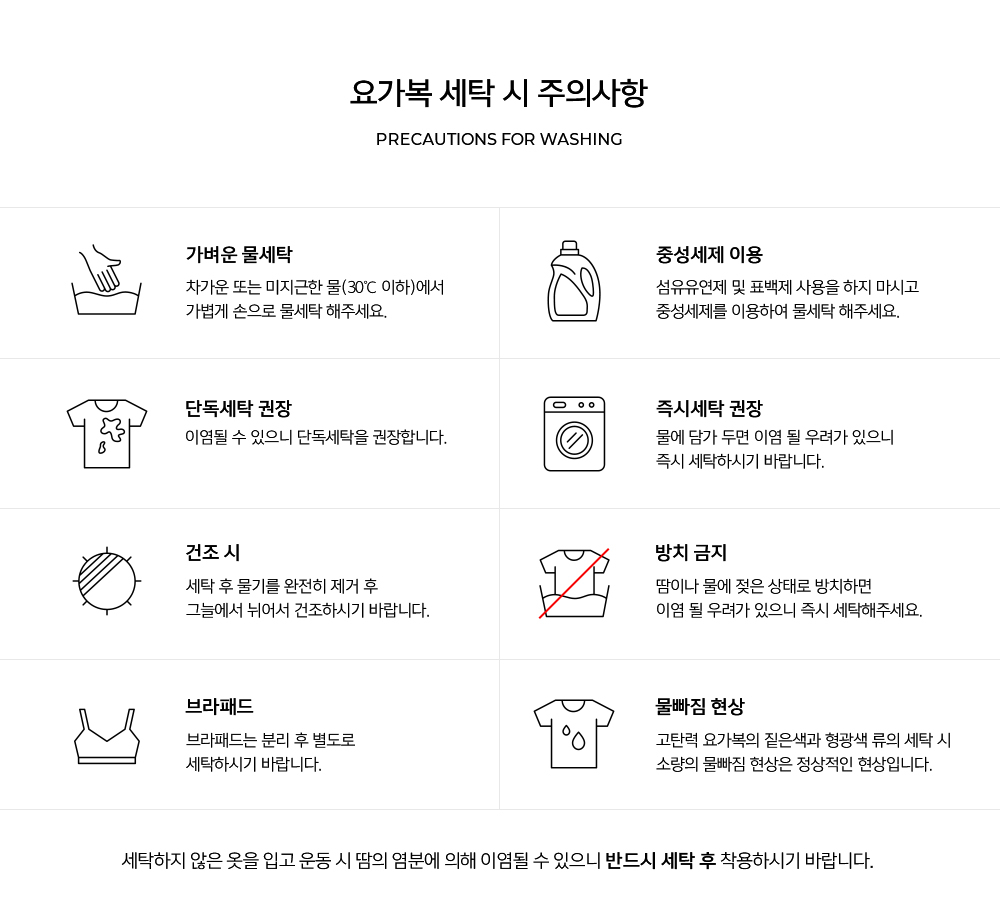 요가복 세탁 시 주의사항
PRECAUTIONS FOR WASHING
가벼운 물세탁
차가운 또는 미지근한 물(30℃ 이하)에서
가볍게 손으로 물세탁 해주세요.
중성세제 이용
섬유유연제 및 표백제 사용을 하지 마시고
중성세제를 이용하여 물세탁 해주세요.
단독세탁 권장
이염될 수 있으니 단독세탁을 권장합니다.
즉시세탁 권장
물에 담가 두면 이염 될 우려가 있으니
즉시 세탁하시기 바랍니다.
건조 시
세탁 후 물기를 완전히 제거 후
그늘에서 뉘어서 건조하시기 바랍니다.
방치 금지
땀이나 물에 젖은 상태로 방치하면
이염 될 우려가 있으니 즉시 세탁해주세요.
브라패드
브라패드는 분리 후 별도로
세탁하시기 바랍니다.
물빠짐 현상
고탄력 요가복의 짙은색과 형광색 류의 세탁 시
소량의 물빠짐 현상은 정상적인 현상입니다.
세탁하지 않은 옷을 입고 운동 시 땀의 염분에 의해 이염될 수 있으니 반드시 세탁 후 착용하시기 바랍니다.